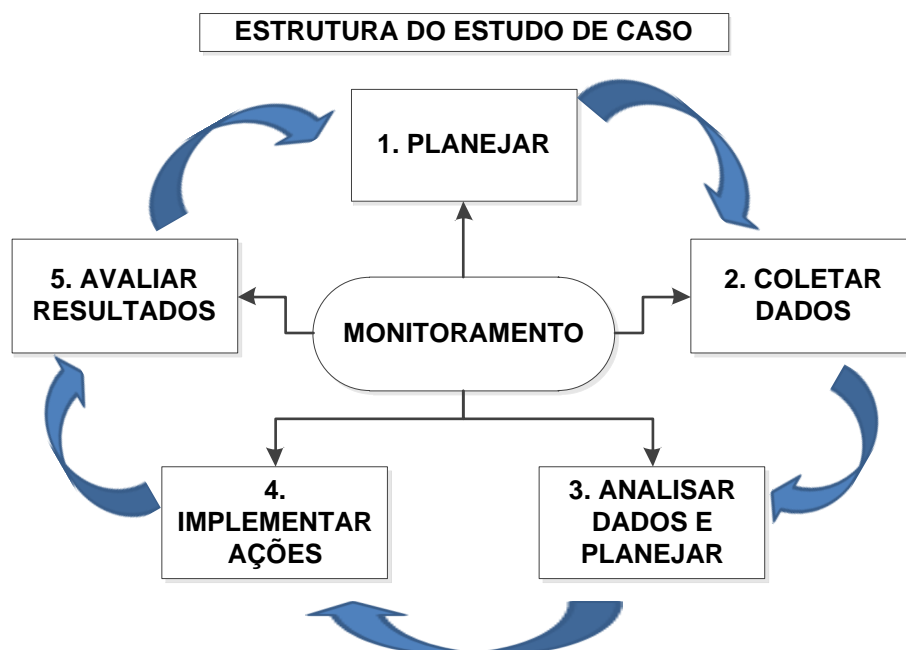 ESTRUTURA DO ESTUDO DE CASO
1. PLANEJAR
2. COLETAR
DADOS
3. ANALISAR
DADOS E
PLANEJAR
4.
IMPLEMENTAR
AÇÕES
5. AVALIAR
RESULTADOS
MONITORAMENTO